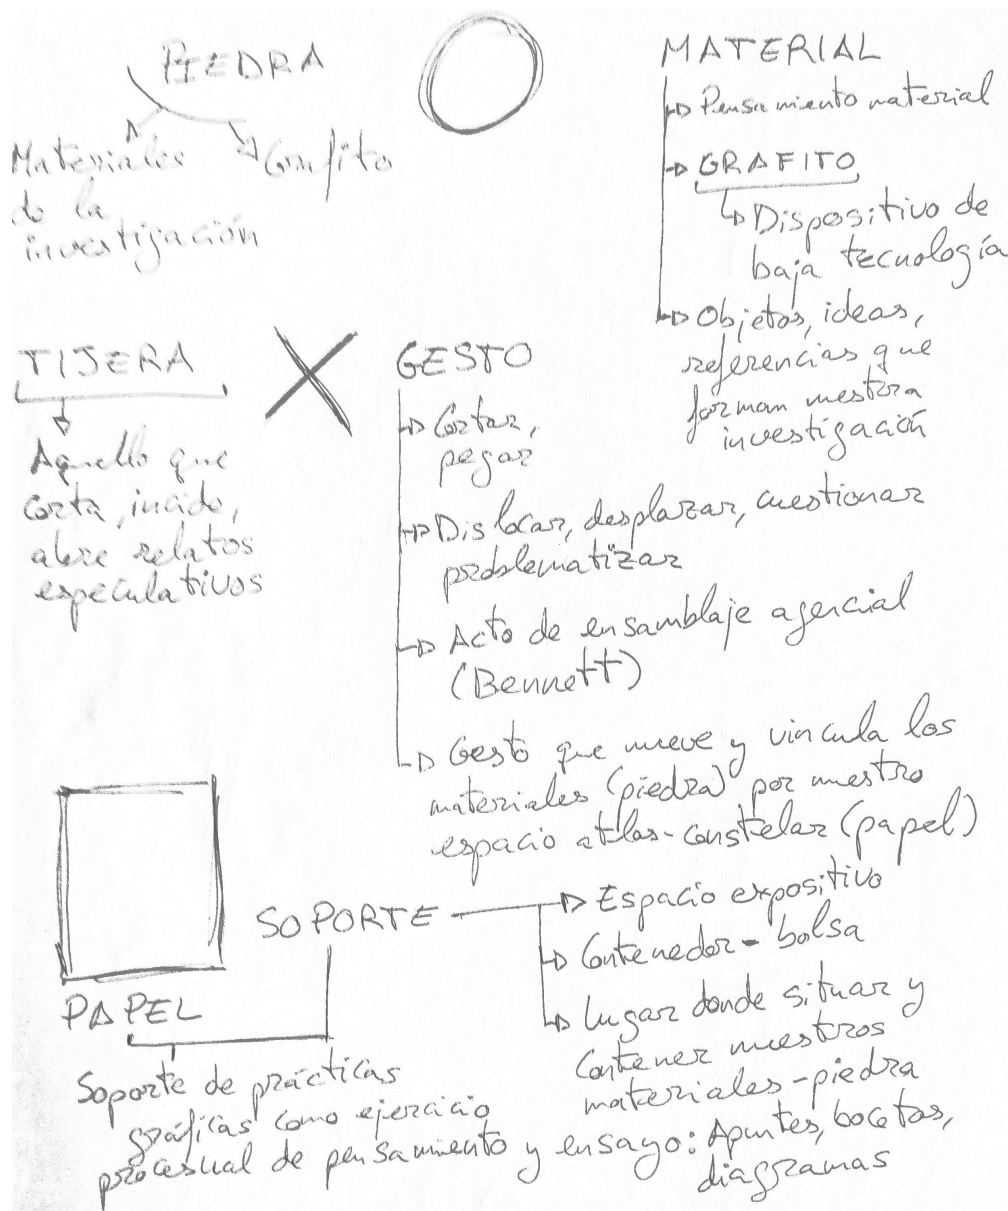 PIEDRA
Materiales
de la
investigación
Grafito
MATERIAL
Pensamiento material
GRAFITO
Dispositivo de
baja tecnología
Objetos, ideas,
referencias que
forman nuestra
investigación
TIJERA
Aquello que
corta, incide,
abre relatos
especulativos
GESTO
Cortar,
pegar
Dislocar, desplazar, cuestionar
problematizar
Acto de ensamblaje agencial
(Bennett)
Gesto que mueve y vincula los
materiales (piedra) por nuestro
espacio atlas-constelar (papel)
PAPEL
SOPORTE
Espacio expositivo
Contenedor - bolsa
Lugar donde situar y
contener nuestros
materiales-piedra
Soporte de prácticas
gráficas como ejercicio
procesual de pensamiento y ensayo: Apuntes, bocetos,
diagramas